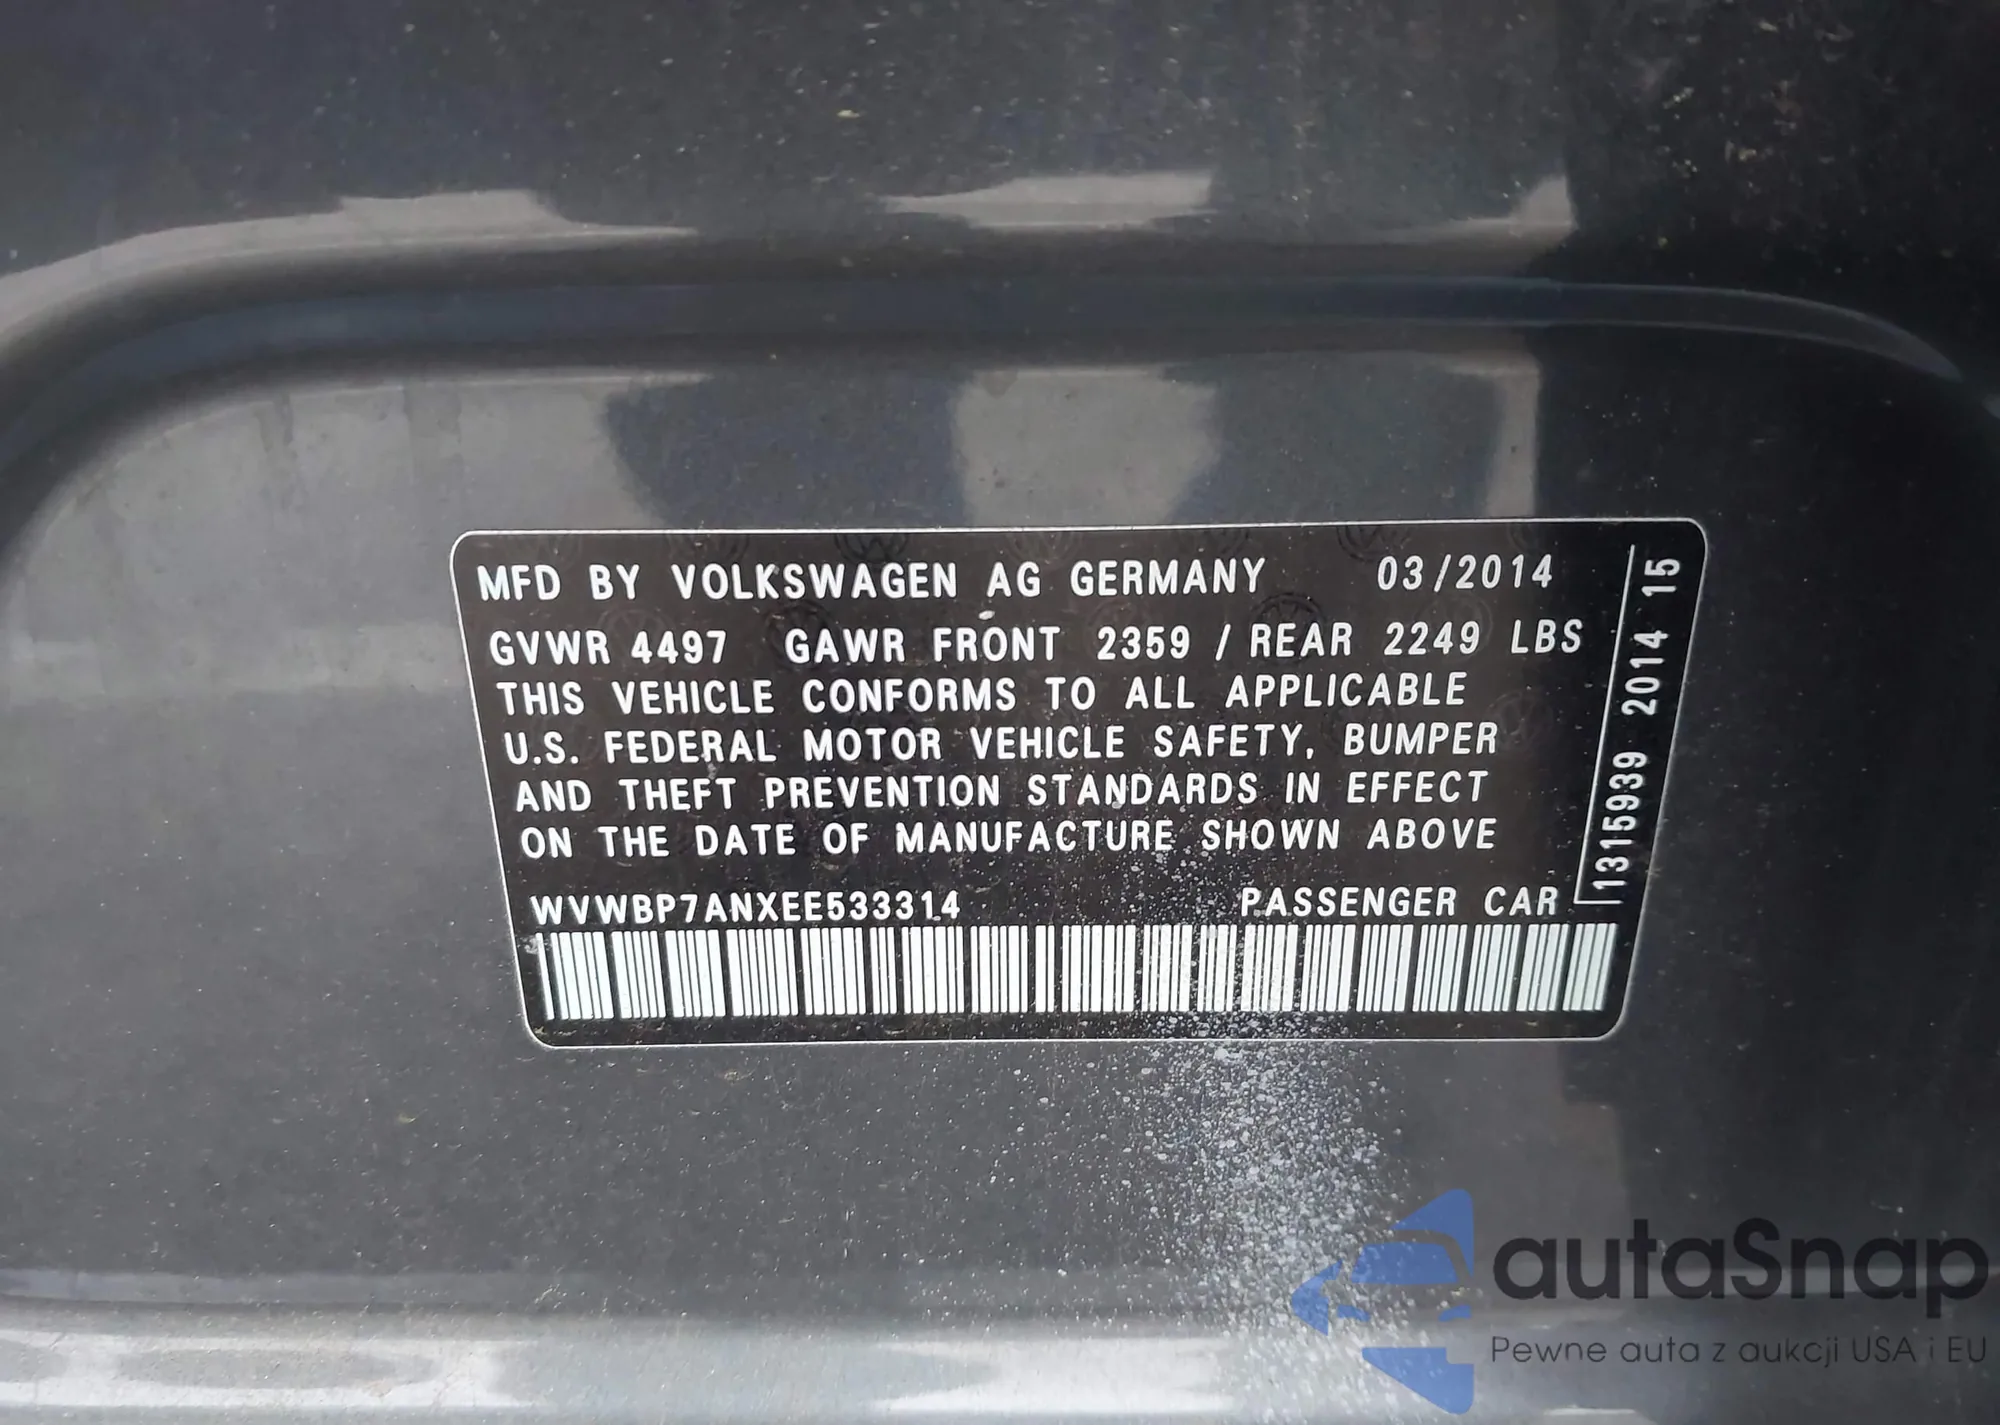 MFD BY VOLKSWAGEN AG GERMANY 03/2014
GVWR 4497 GAWR FRONT 2359 / REAR 2249 LBS
THIS VEHICLE CONFORMS TO ALL APPLICABLE
U.S. FEDERAL MOTOR VEHICLE SAFETY, BUMPER
AND THEFT PREVENTION STANDARDS IN EFFECT
ON THE DATE OF MANUFACTURE SHOWN ABOVE
WVWBP7ANXEE533314 PASSENGER CAR
1315939 2014 15
autaSnap
Pewne auta z aukcji USA i EU